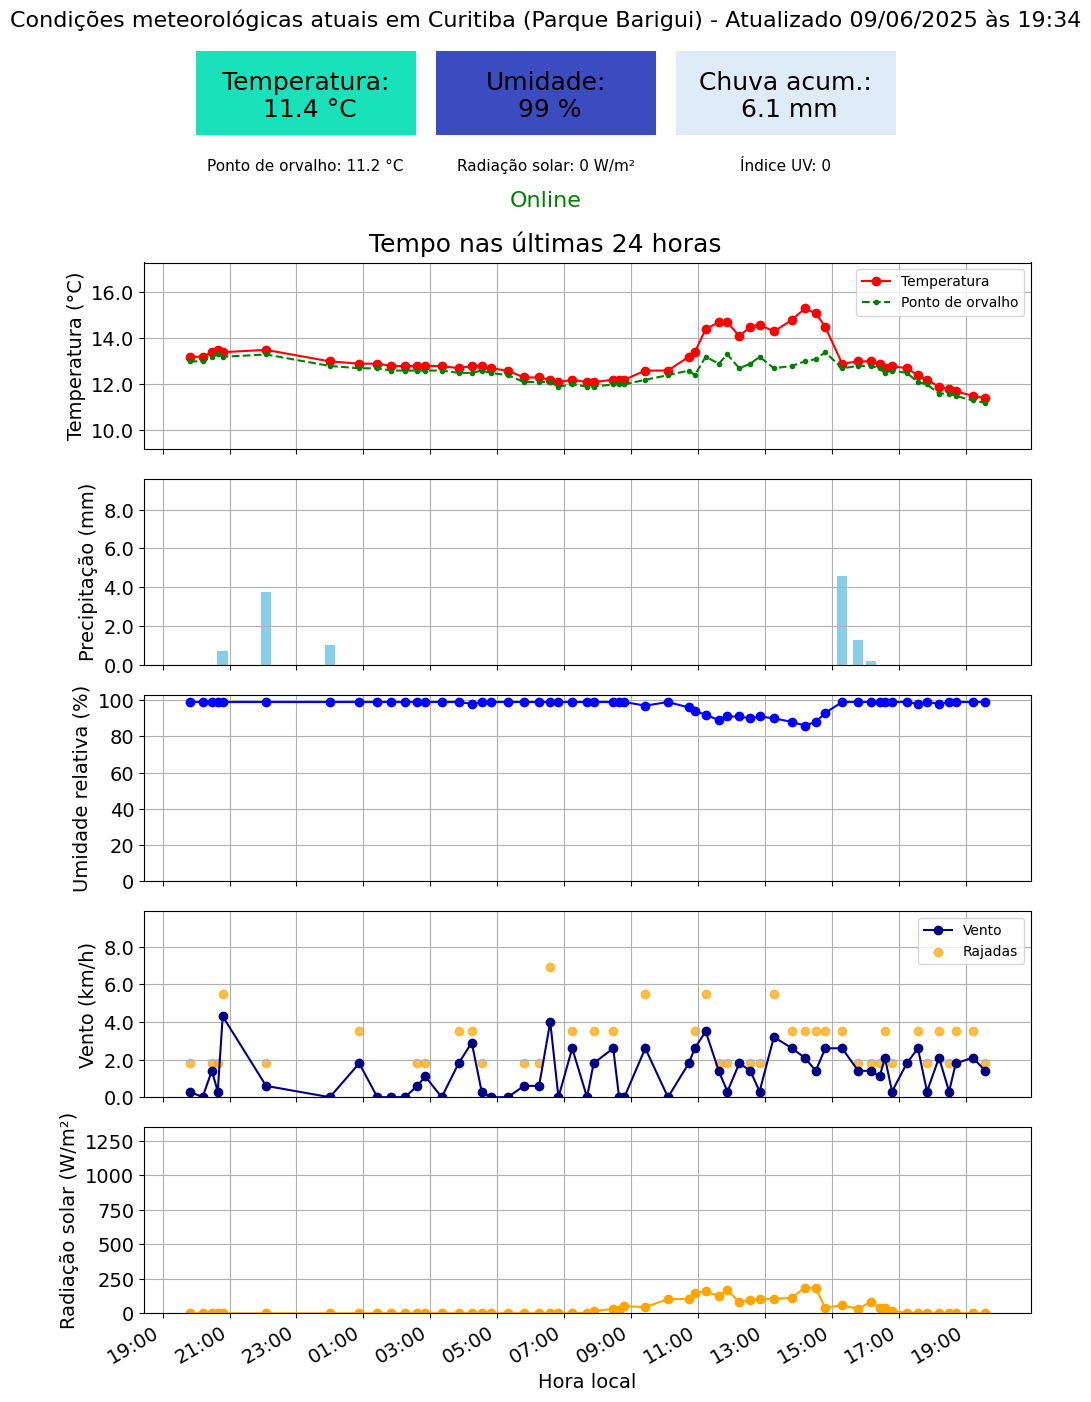 Condições meteorológicas atuais em Curitiba (Parque Barigui) - Atualizado 09/06/2025 às 19:34
Temperatura:
11.4 °C
Umidade:
99 %
Chuva acum.:
6.1 mm
Ponto de orvalho: 11.2 °C
Radiação solar: 0 W/m²
Índice UV: 0
Online
Tempo nas últimas 24 horas
Temperatura (°C)
16.0
14.0
12.0
10.0
Temperatura
Ponto de orvalho
Precipitação (mm)
8.0
6.0
4.0
2.0
0.0
Umidade relativa (%)
100
80
60
40
20
0
Vento (km/h)
8.0
6.0
4.0
2.0
0.0
Vento
Rajadas
Radiação solar (W/m²)
1250
1000
750
500
250
0
19:00
21:00
23:00
01:00
03:00
05:00
07:00
09:00
11:00
13:00
15:00
17:00
19:00
Hora local